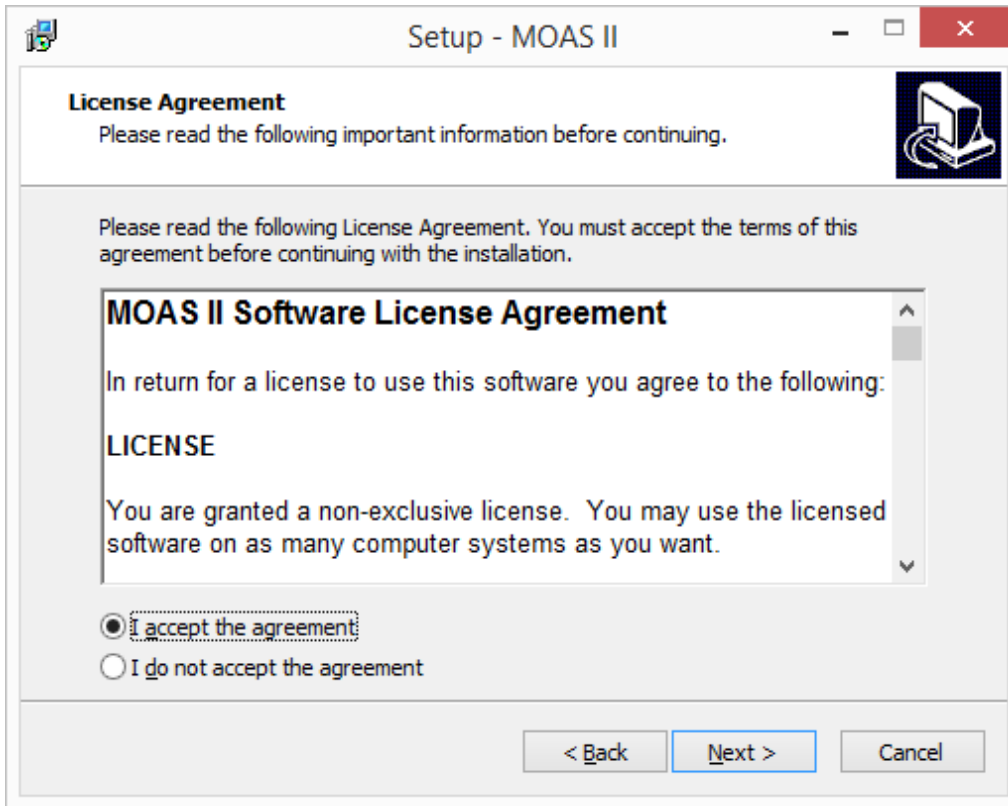 Setup - MOAS II
License Agreement
Please read the following important information before continuing.
Please read the following License Agreement. You must accept the terms of this
agreement before continuing with the installation.
MOAS II Software License Agreement
In return for a license to use this software you agree to the following:
LICENSE
You are granted a non-exclusive license.  You may use the licensed
software on as many computer systems as you want.
I accept the agreement
I do not accept the agreement
< Back
Next >
Cancel